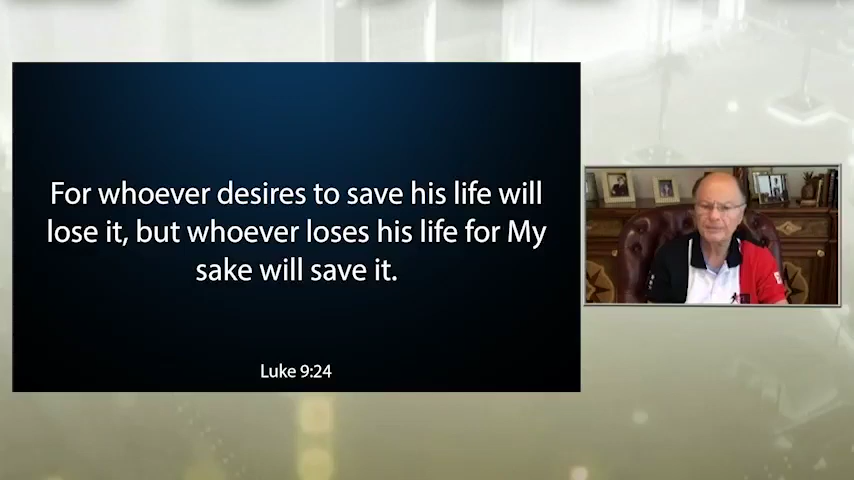 For whoever desires to save his life will
lose it, but whoever loses his life for My
sake will save it.
Luke 9:24